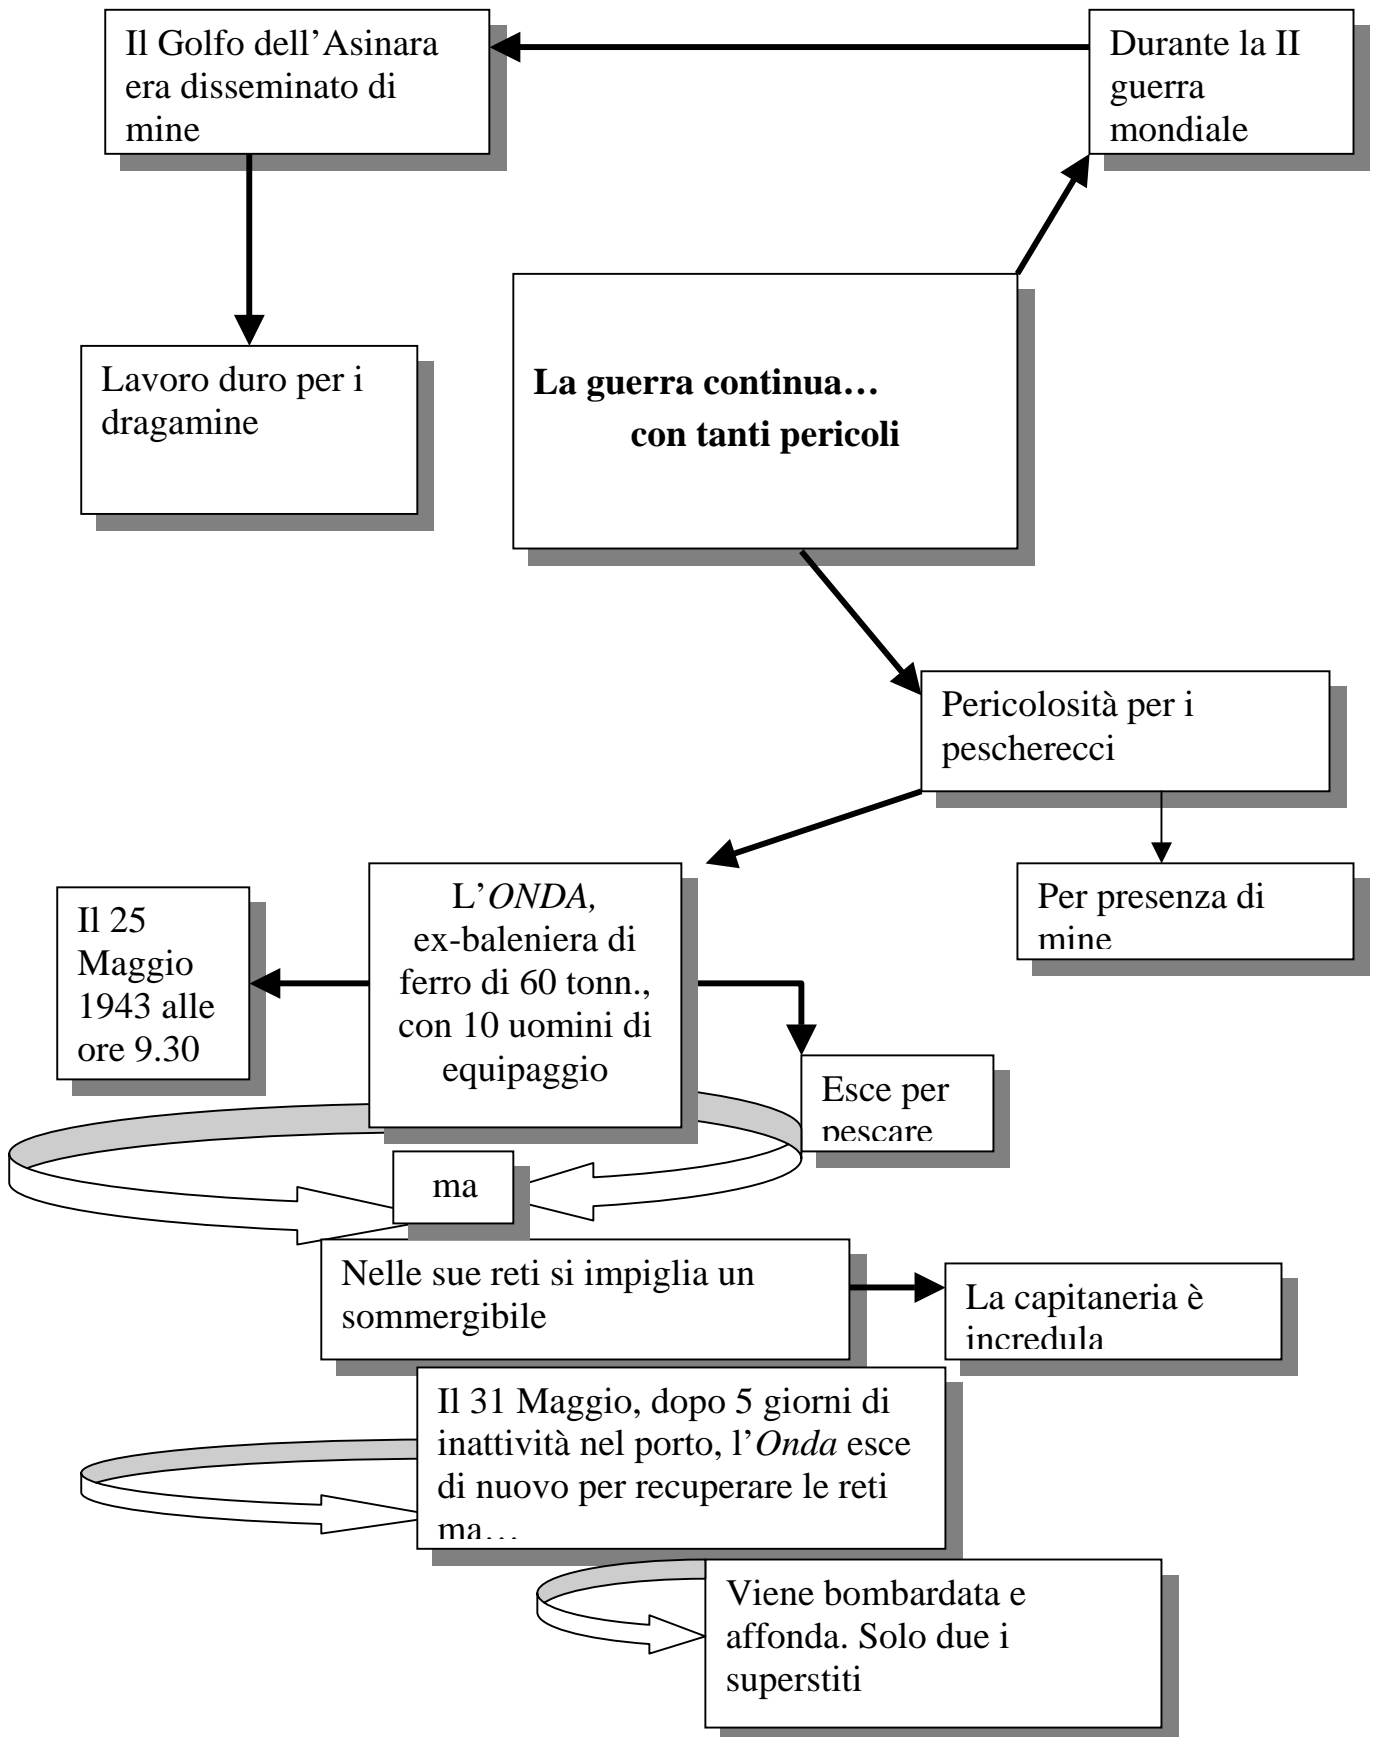 Il Golfo dell’Asinara
era disseminato di
mine
Durante la II
guerra
mondiale
Lavoro duro per i
dragamine
La guerra continua…
con tanti pericoli
Pericolosità per i
pescherecci
Per presenza di
mine
Il 25
Maggio
1943 alle
ore 9.30
L’ONDA,
ex-baleniera di
ferro di 60 tonn.,
con 10 uomini di
equipaggio
Esce per
pescare
ma
Nelle sue reti si impiglia un
sommergibile
La capitaneria è
incredula
Il 31 Maggio, dopo 5 giorni di
inattività nel porto, l’Onda esce
di nuovo per recuperare le reti
ma…
Viene bombardata e
affonda. Solo due i
superstiti